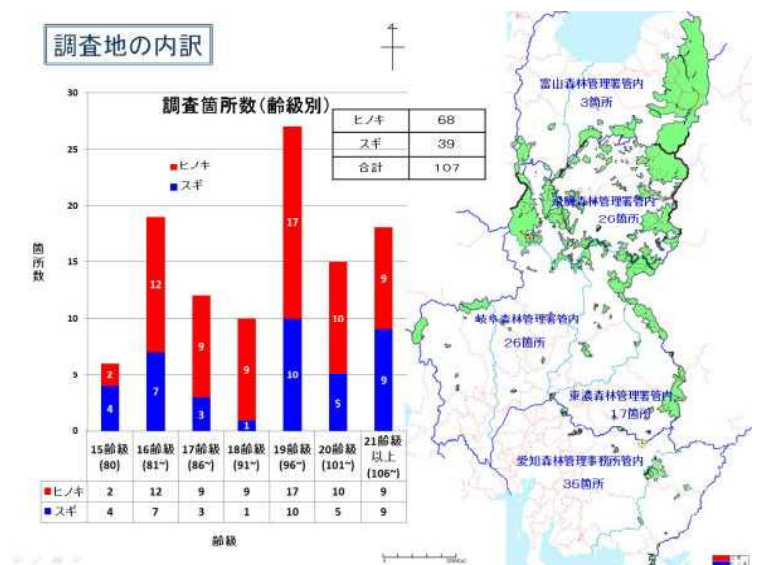 調査地の内訳
調査箇所数(齢級別)
ヒノキ 68
スギ 39
合計 107
ヒノキ
スギ
箇所数
30
25
20
15
10
5
0
2
4
12
7
9
3
9
1
17
10
10
5
9
9
15齢級 (80)
16齢級 (81~)
17齢級 (86~)
18齢級 (91~)
19齢級 (96~)
20齢級 (101~)
21齢級以上 (106~)
ヒノキ 2 12 9 9 17 10 9
スギ 4 7 3 1 10 5 9
齢級
富山森林管理署管内
3箇所
飛騨森林管理署管内
26箇所
岐阜森林管理署管内
26箇所
東濃森林管理署管内
17箇所
愛知森林管理事務所管内
35箇所